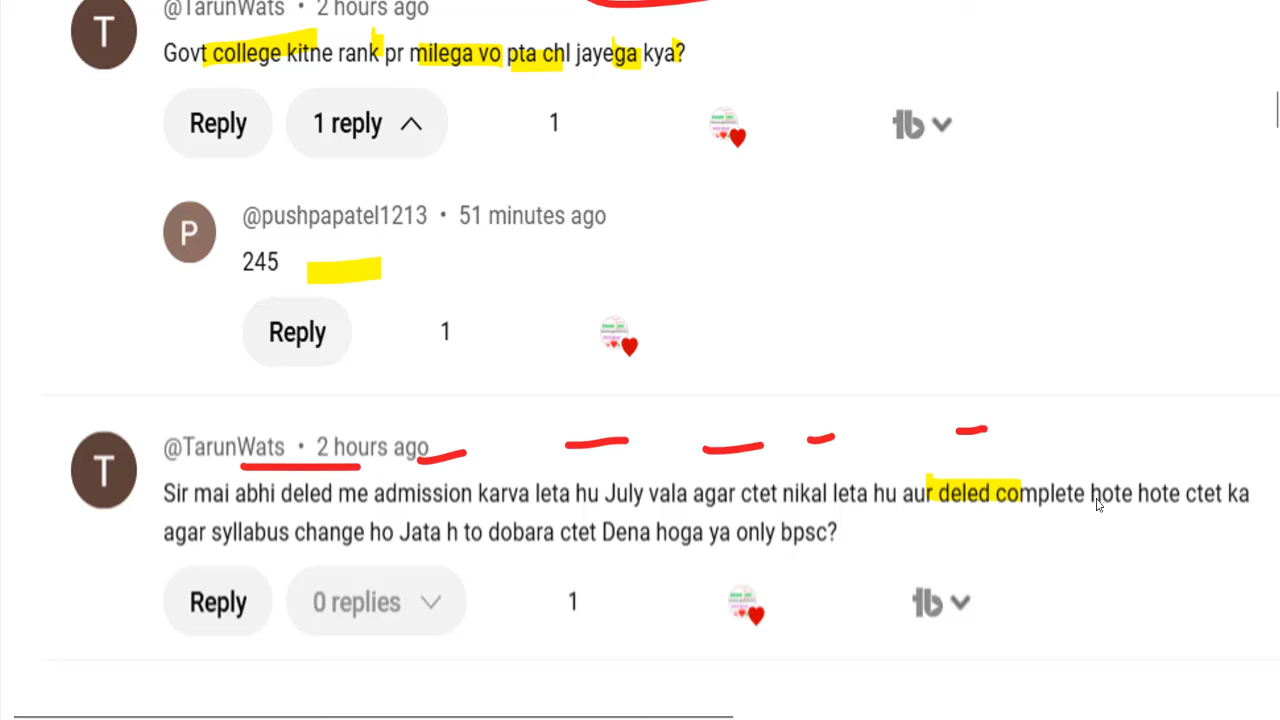 @TarunWats • 2 hours ago
Govt college kitne rank pr milega vo pta chl jayega kya?
Reply 1 reply 1
@pushpapatel1213 • 51 minutes ago
245
Reply 1
@TarunWats • 2 hours ago
Sir mai abhi deled me admission karva leta hu July vala agar ctet nikal leta hu aur deled complete hote hote ctet ka
agar syllabus change ho Jata h to dobara ctet Dena hoga ya only bpsc?
Reply 0 replies 1